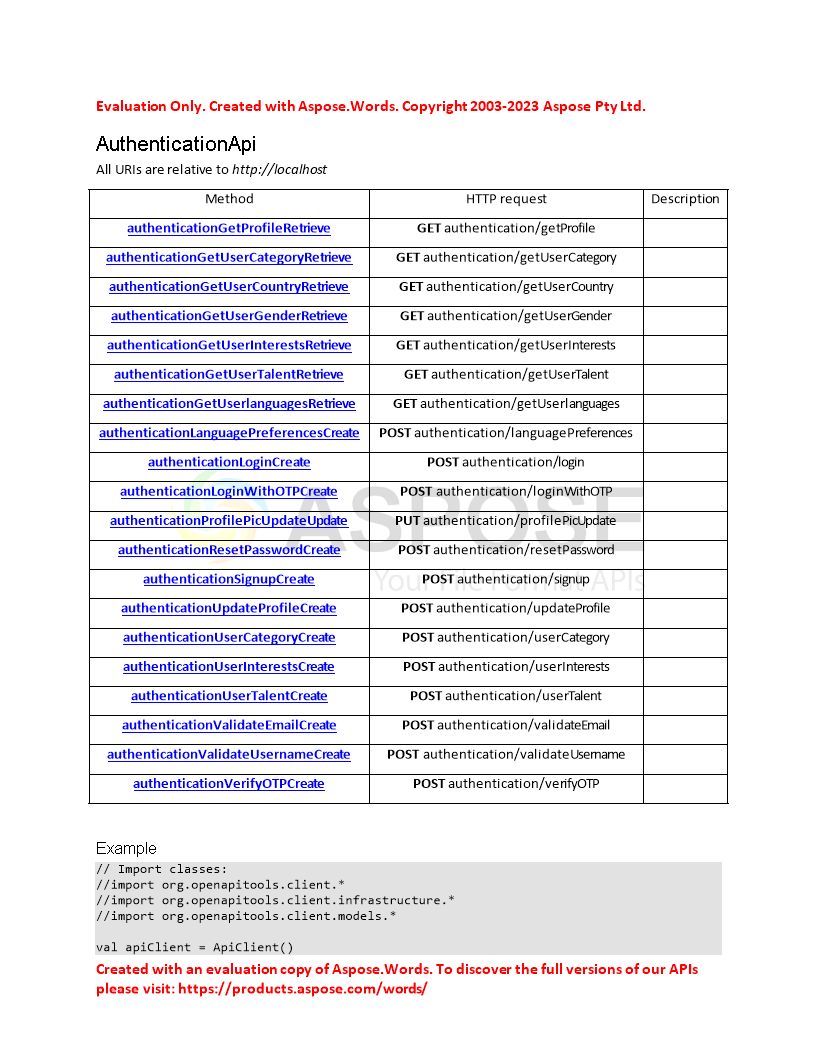 Evaluation Only. Created with Aspose.Words. Copyright 2003-2023 Aspose Pty Ltd.
AuthenticationApi
All URIs are relative to http://localhost
Method HTTP request Description
authenticationGetProfileRetrieve GET authentication/getProfile
authenticationGetUserCategoryRetrieve GET authentication/getUserCategory
authenticationGetUserCountryRetrieve GET authentication/getUserCountry
authenticationGetUserGenderRetrieve GET authentication/getUserGender
authenticationGetUserInterestsRetrieve GET authentication/getUserInterests
authenticationGetUserTalentRetrieve GET authentication/getUserTalent
authenticationGetUserlanguagesRetrieve GET authentication/getUserlanguages
authenticationLanguagePreferencesCreate POST authentication/languagePreferences
authenticationLoginCreate POST authentication/login
authenticationLoginWithOTPCreate POST authentication/loginWithOTP
ASPOSE
authenticationProfilePicUpdateUpdate PUT authentication/profilePicUpdate
authenticationResetPasswordCreate POST authentication/resetPassword
authenticationSignupCreate POST authentication/signup
Your File Format APIs
authenticationUpdateProfileCreate POST authentication/updateProfile
authenticationUserCategoryCreate POST authentication/userCategory
authenticationUserInterestsCreate POST authentication/userInterests
authenticationUserTalentCreate POST authentication/userTalent
authenticationValidateEmailCreate POST authentication/validateEmail
authenticationValidateUsernameCreate POST authentication/validateUsername
authenticationVerifyOTPCreate POST authentication/verifyOTP
Example
// Import classes:
//import org.openapitools.client.*
//import org.openapitools.client.infrastructure.*
//import org.openapitools.client.models.*
val apiClient = ApiClient()
Created with an evaluation copy of Aspose.Words. To discover the full versions of our APIs
please visit: https://products.aspose.com/words/